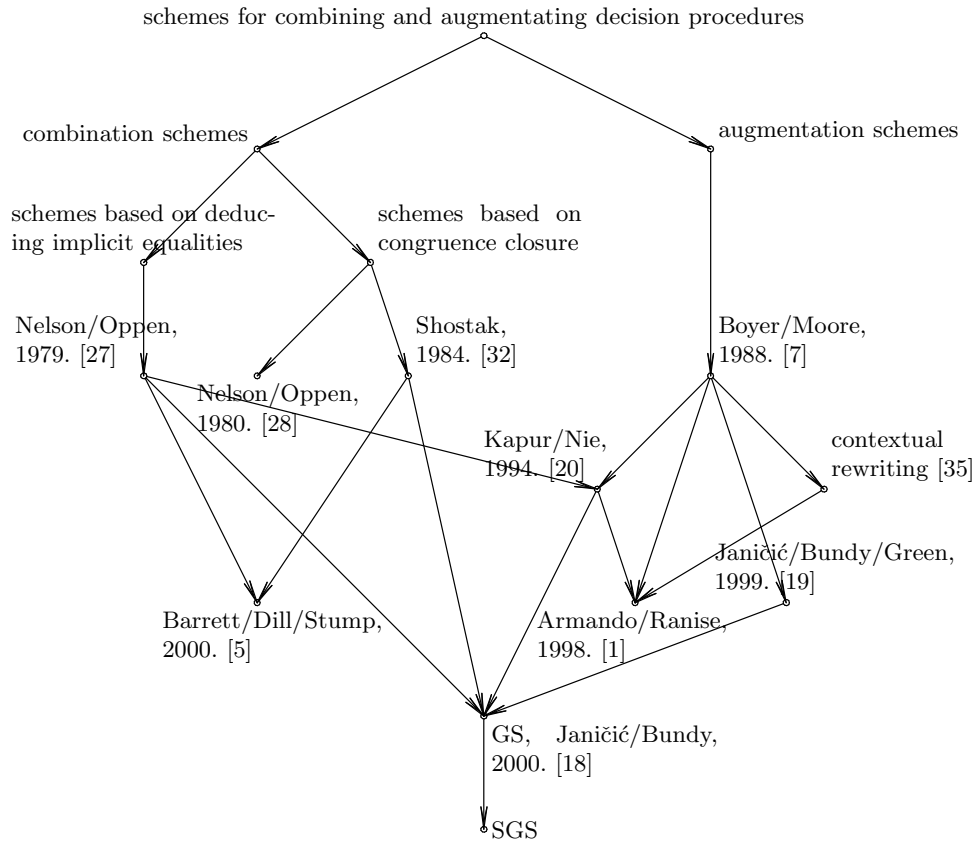 schemes for combining and augmentating decision procedures
combination schemes
augmentation schemes
schemes based on deduc-
ing implicit equalities
schemes based on
congruence closure
Nelson/Oppen,
1979. [27]
Shostak,
1984. [32]
Boyer/Moore,
1988. [7]
Nelson/Oppen,
1980. [28]
Kapur/Nie,
1994. [20]
contextual
rewriting [35]
Janičić/Bundy/Green,
1999. [19]
Barrett/Dill/Stump,
2000. [5]
Armando/Ranise,
1998. [1]
GS, Janičić/Bundy,
2000. [18]
SGS